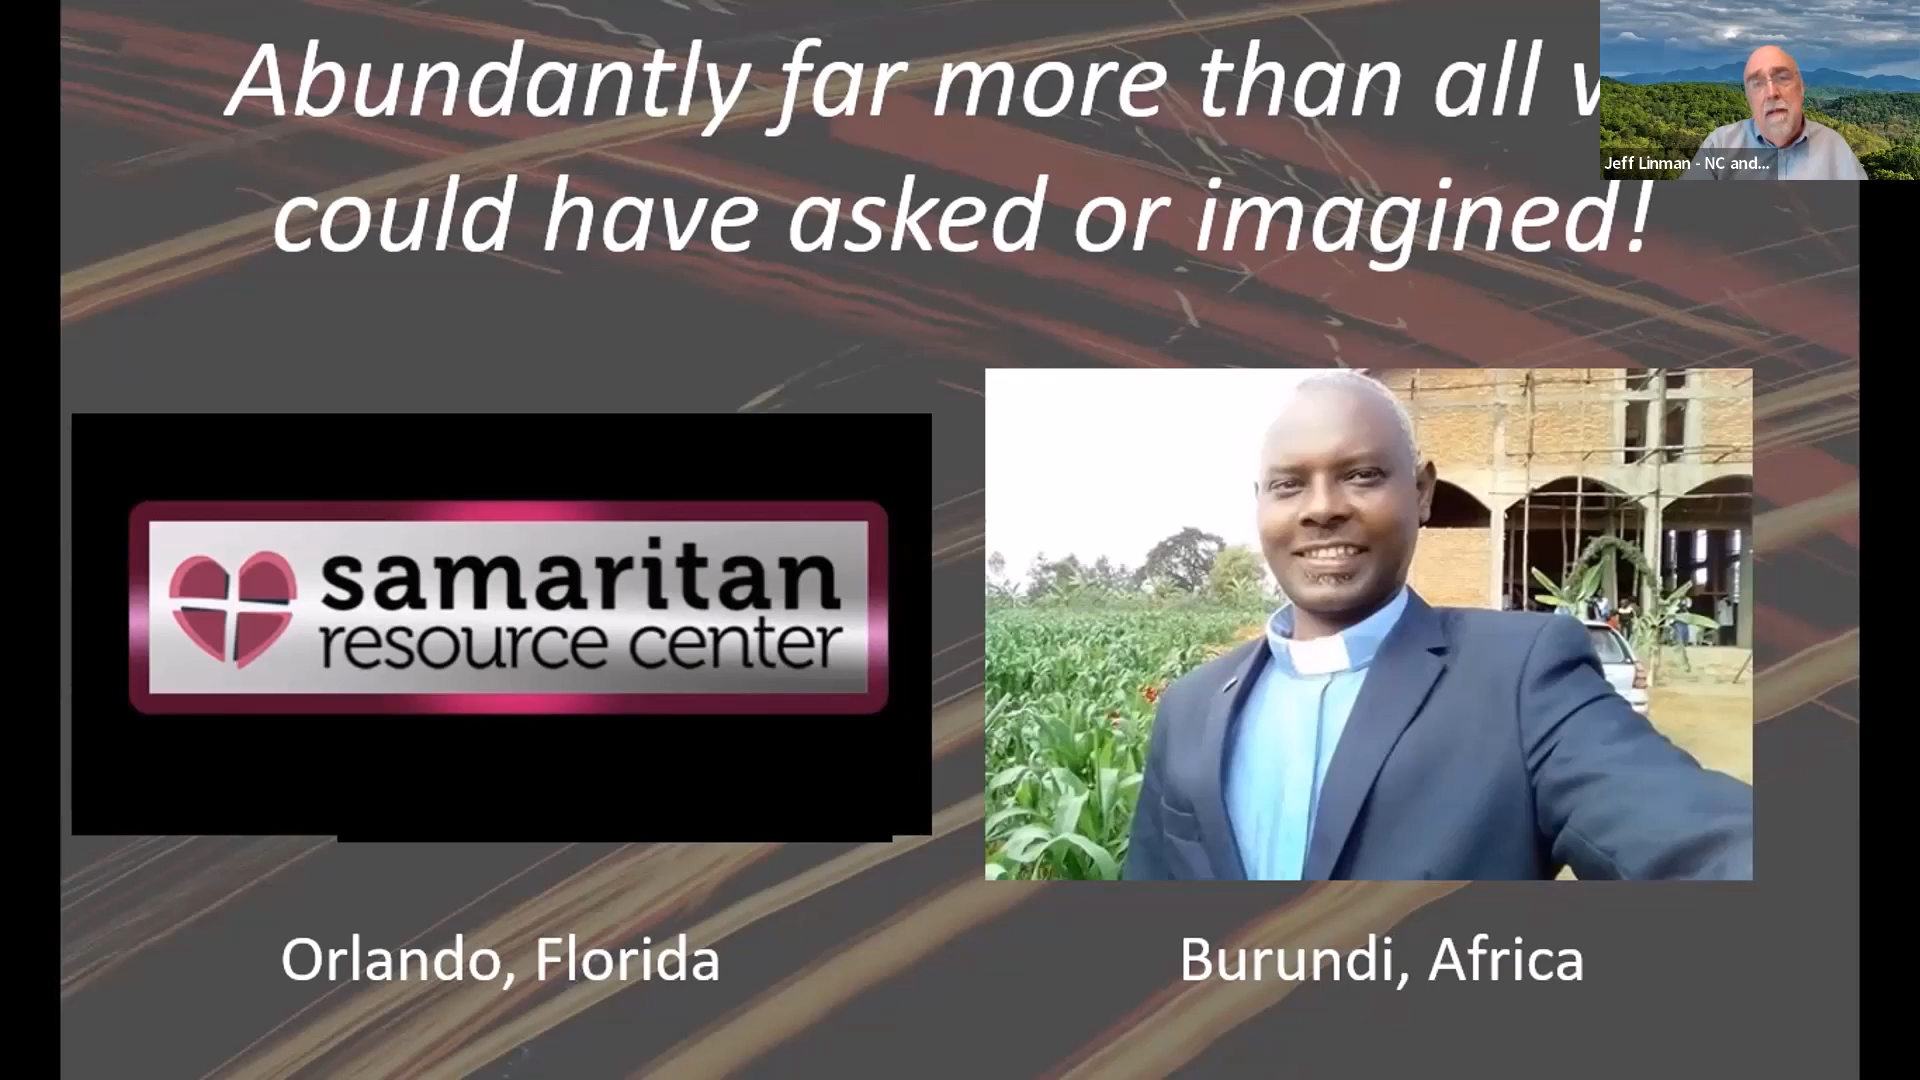 Abundantly far more than all
could have asked or imagined!
Jeff Linman - NC and...
samaritan
resource center
Orlando, Florida
Burundi, Africa